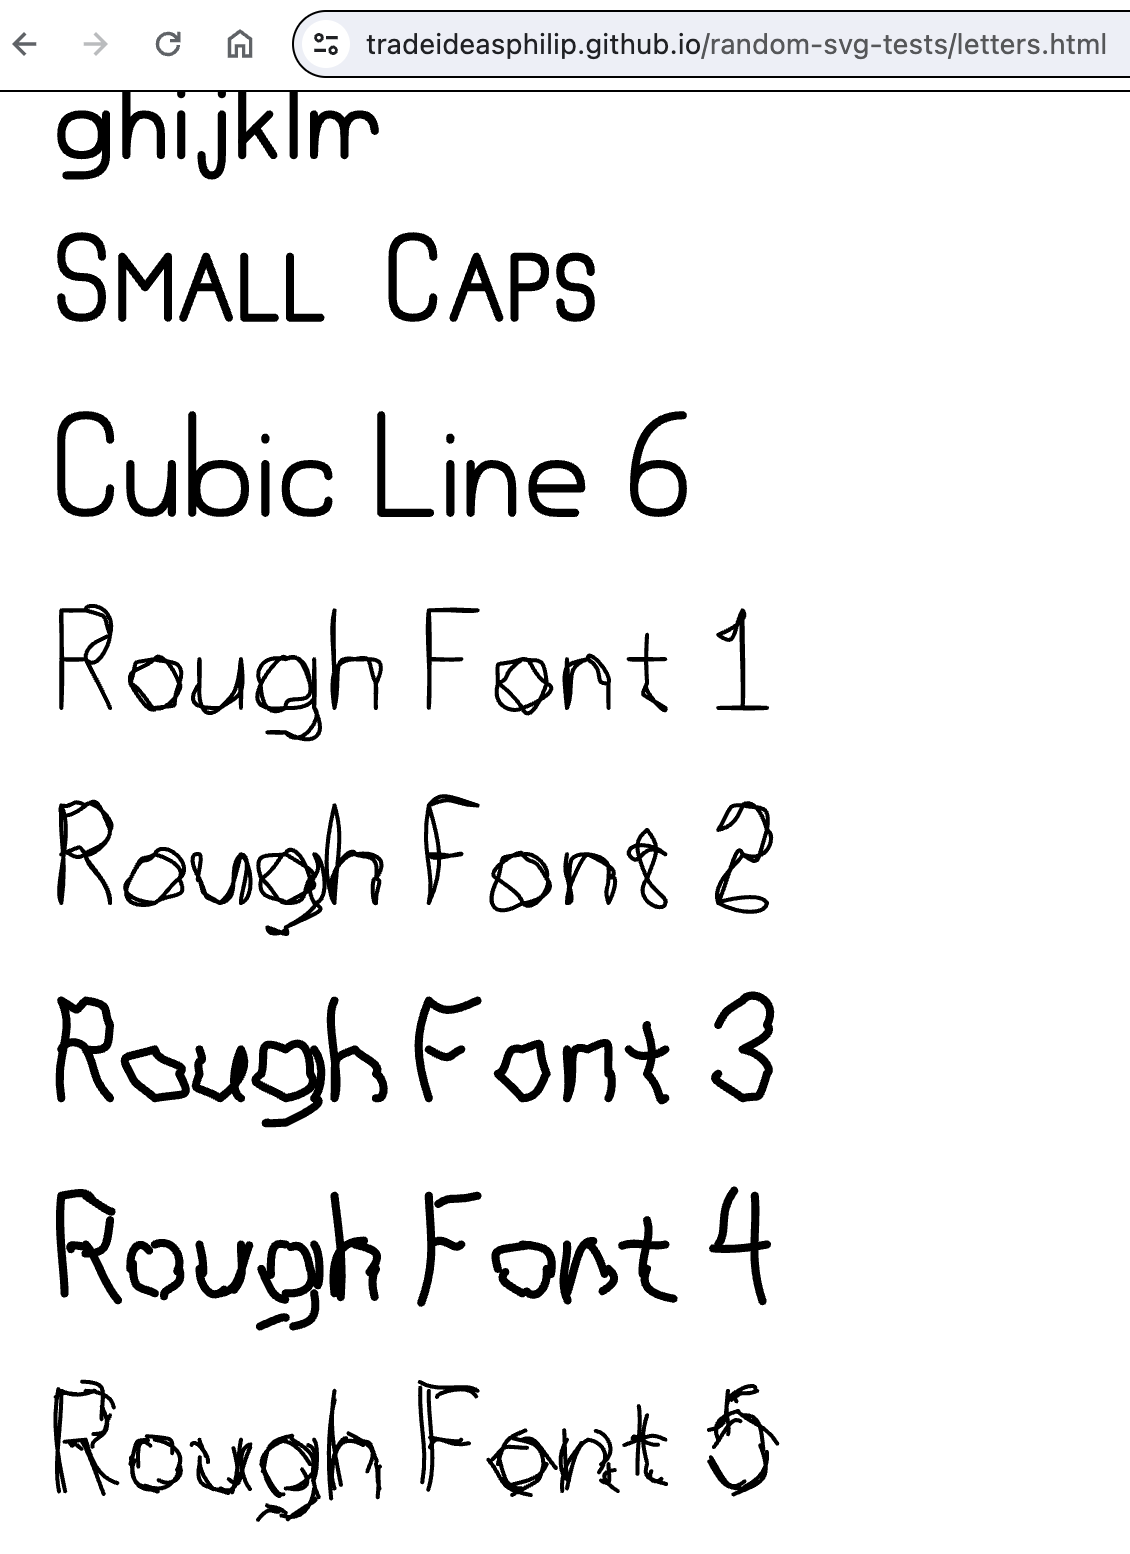 tradeideasphilip.github.io/random-svg-tests/letters.html
ghijklm
SMALL CAPS
Cubic Line 6
Rough Font 1
Rough Font 2
Rough Font 3
Rough Font 4
Rough Font 5